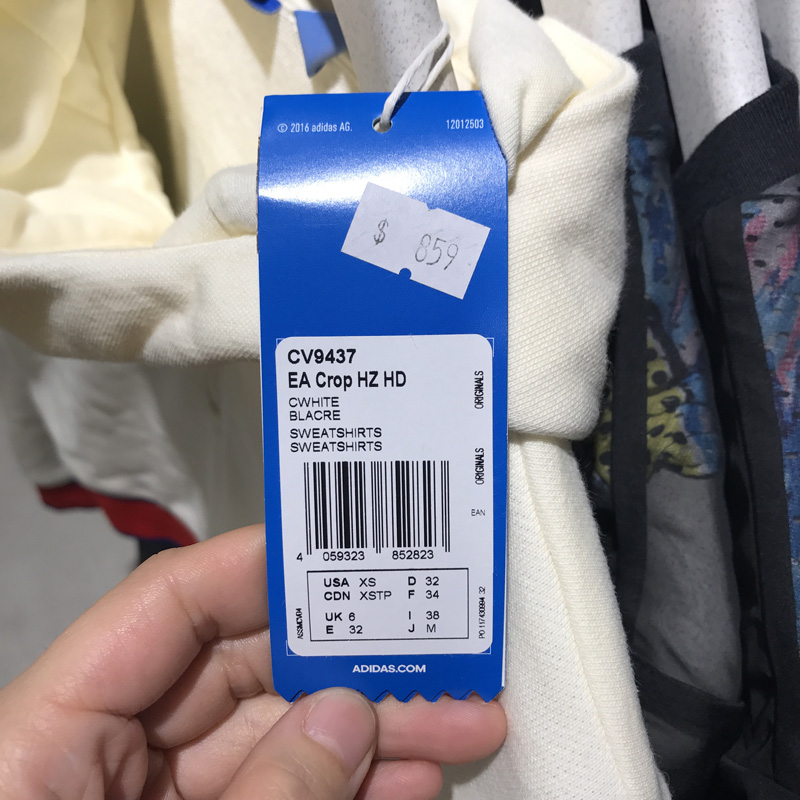 © 2016 adidas AG.
12012503
$ 859
CV9437
EA Crop HZ HD
CWHITE
BLACRE
SWEATSHIRTS
SWEATSHIRTS
ORIGINALS
ORIGINALS
EAN
4 059323 852823
USA XS D 32
CDN XSTP F 34
UK 6 I 38
E 32 J M
ADIDAS.COM